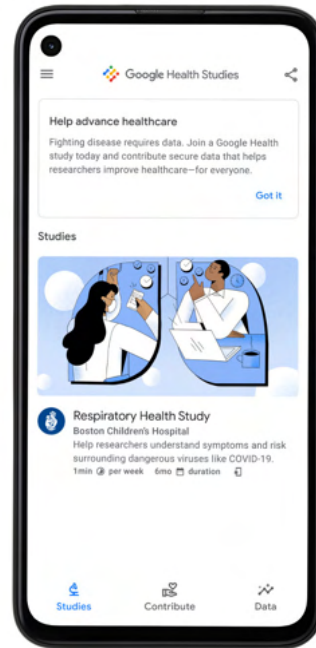 Google Health Studies
Help advance healthcare
Fighting disease requires data. Join a Google Health
study today and contribute secure data that helps
researchers improve healthcare—for everyone.
Got it
Studies
Respiratory Health Study
Boston Children's Hospital
Help researchers understand symptoms and risk
surrounding dangerous viruses like COVID-19.
1min per week 6mo duration
Studies Contribute Data